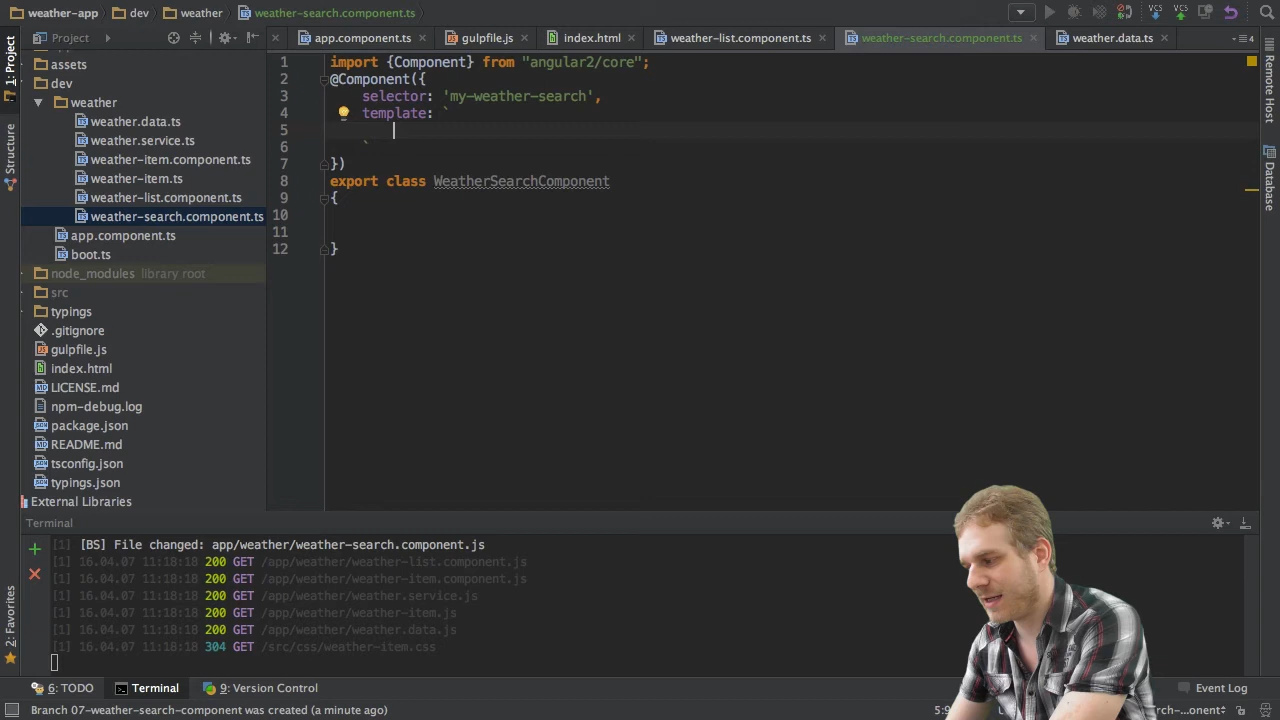 weather-app dev weather weather-search.component.ts
Project
app.component.ts gulpfile.js index.html weather-list.component.ts weather-search.component.ts weather.data.ts
1: Project
Structure
2: Favorites
assets
dev
weather
weather.data.ts
weather.service.ts
weather-item.component.ts
weather-item.ts
weather-list.component.ts
weather-search.component.ts
app.component.ts
boot.ts
node_modules library root
src
typings
.gitignore
gulpfile.js
index.html
LICENSE.md
npm-debug.log
package.json
README.md
tsconfig.json
typings.json
External Libraries
1 import {Component} from "angular2/core";
2 @Component({
3 selector: 'my-weather-search',
4 template: `
5
6 `
7 })
8 export class WeatherSearchComponent
9 {
10
11
12 }
Remote Host
Database
Terminal
[1] [BS] File changed: app/weather/weather-search.component.js
[1] 16.04.07 11:18:18 200 GET /app/weather/weather-list.component.js
[1] 16.04.07 11:18:18 200 GET /app/weather/weather-item.component.js
[1] 16.04.07 11:18:18 200 GET /app/weather/weather.service.js
[1] 16.04.07 11:18:18 200 GET /app/weather/weather-item.js
[1] 16.04.07 11:18:18 200 GET /app/weather/weather.data.js
[1] 16.04.07 11:18:18 304 GET /src/css/weather-item.css
6: TODO Terminal 9: Version Control Event Log
Branch 07-weather-search-component was created (a minute ago)